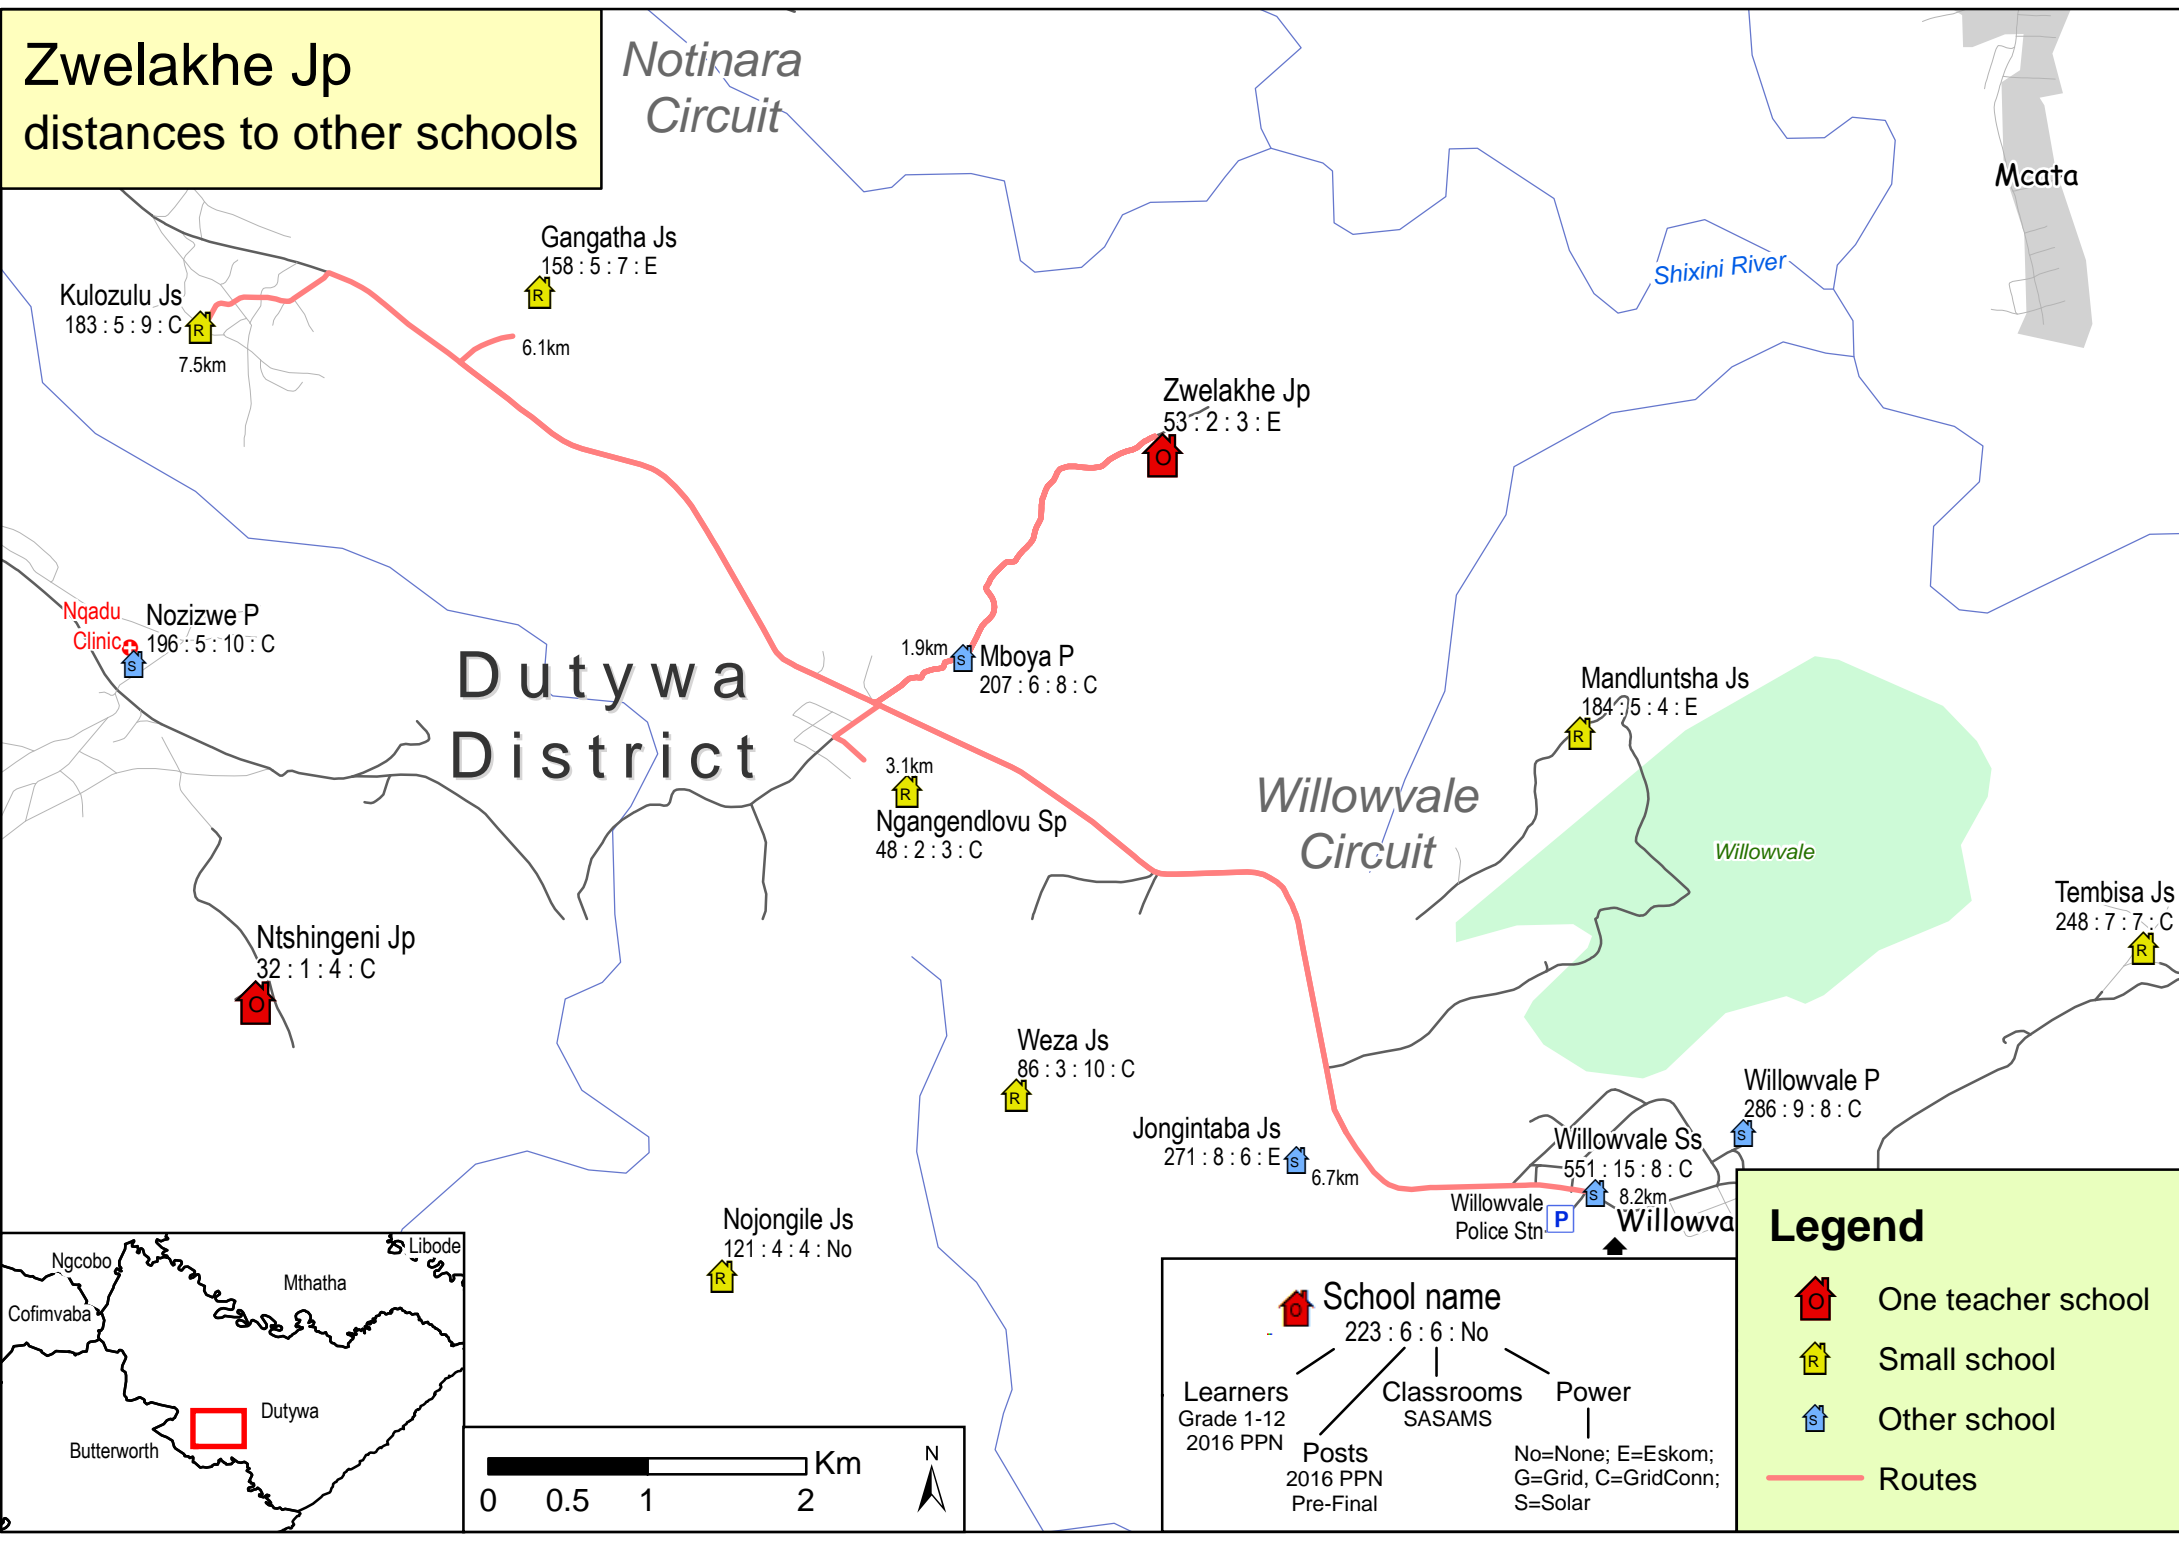 Zwelakhe Jp
distances to other schools
Notinara
Circuit
Mcata
Shixini River
Gangatha Js
158 : 5 : 7 : E
R
6.1km
Kulozulu Js
183 : 5 : 9 : C
R
7.5km
Zwelakhe Jp
53 : 2 : 3 : E
O
Nqadu
Clinic
Nozizwe P
196 : 5 : 10 : C
S
Dutywa
District
1.9km
S
Mboya P
207 : 6 : 8 : C
3.1km
R
Ngangendlovu Sp
48 : 2 : 3 : C
Mandluntsha Js
184 : 5 : 4 : E
R
Willowvale
Circuit
Willowvale
Tembisa Js
248 : 7 : 7 : C
R
Ntshingeni Jp
32 : 1 : 4 : C
O
Weza Js
86 : 3 : 10 : C
R
Jongintaba Js
271 : 8 : 6 : E
S
6.7km
Willowvale P
286 : 9 : 8 : C
S
Willowvale Ss
551 : 15 : 8 : C
S
8.2km
Willowvale
Police Stn
P
Willowva
Nojongile Js
121 : 4 : 4 : No
R
Ngcobo
Libode
Mthatha
Cofimvaba
Dutywa
Butterworth
Km
0 0.5 1 2
N
O
School name
223 : 6 : 6 : No
Learners
Grade 1-12
2016 PPN
Posts
2016 PPN
Pre-Final
Classrooms
SASAMS
Power
No=None; E=Eskom;
G=Grid, C=GridConn;
S=Solar
Legend
O One teacher school
R Small school
S Other school
Routes